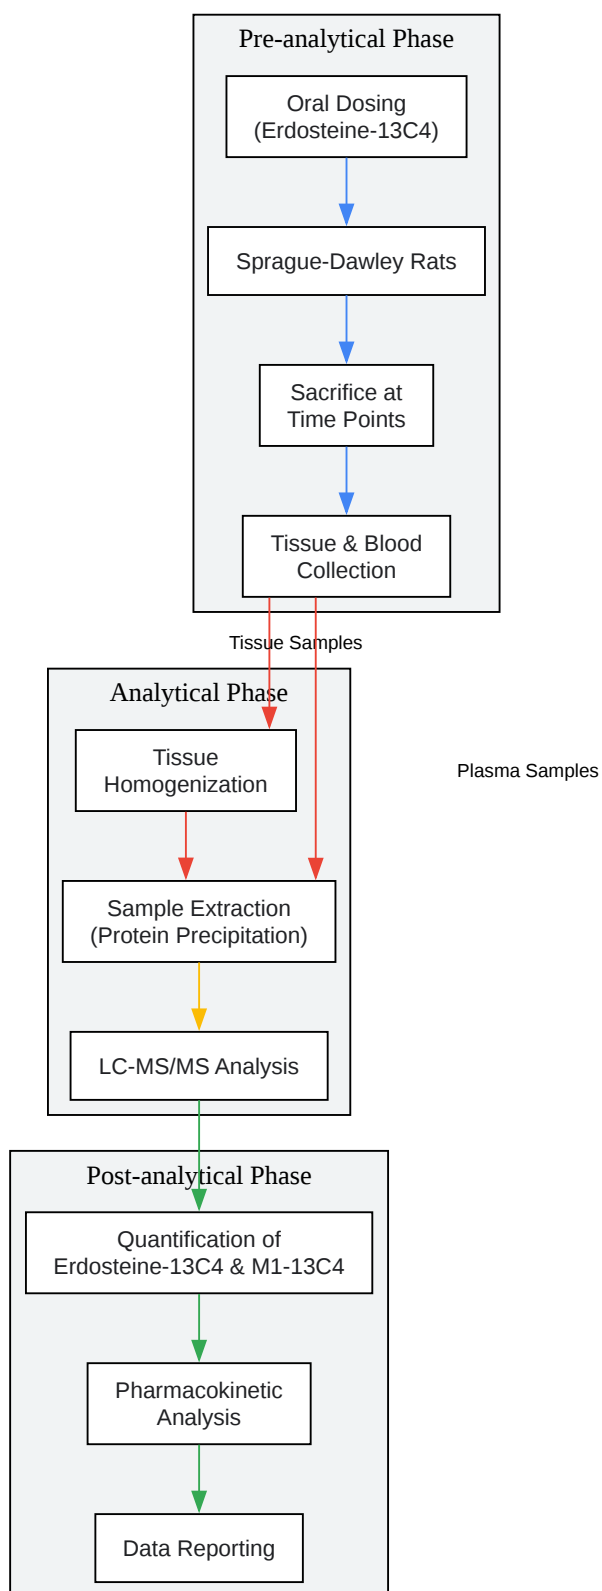 Pre-analytical Phase
Oral Dosing
(Erdosteine-13C4)
Sprague-Dawley Rats
Sacrifice at
Time Points
Tissue & Blood
Collection
Tissue Samples
Analytical Phase
Tissue
Homogenization
Plasma Samples
Sample Extraction
(Protein Precipitation)
LC-MS/MS Analysis
Post-analytical Phase
Quantification of
Erdosteine-13C4 & M1-13C4
Pharmacokinetic
Analysis
Data Reporting